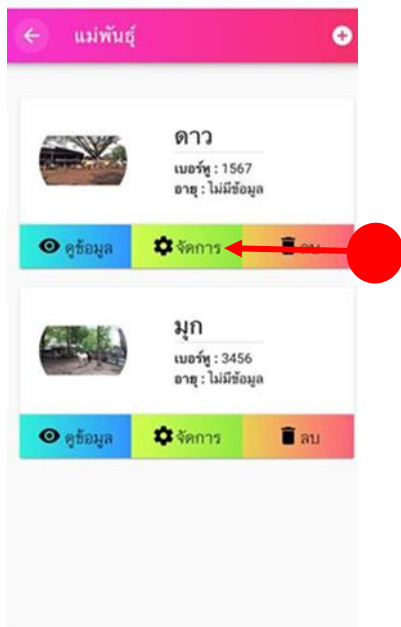 แม่พันธุ์
ดาว
เบอร์หู : 1567
อายุ : ไม่มีข้อมูล
ดูข้อมูล จัดการ ลบ
มุก
เบอร์หู : 3456
อายุ : ไม่มีข้อมูล
ดูข้อมูล จัดการ ลบ